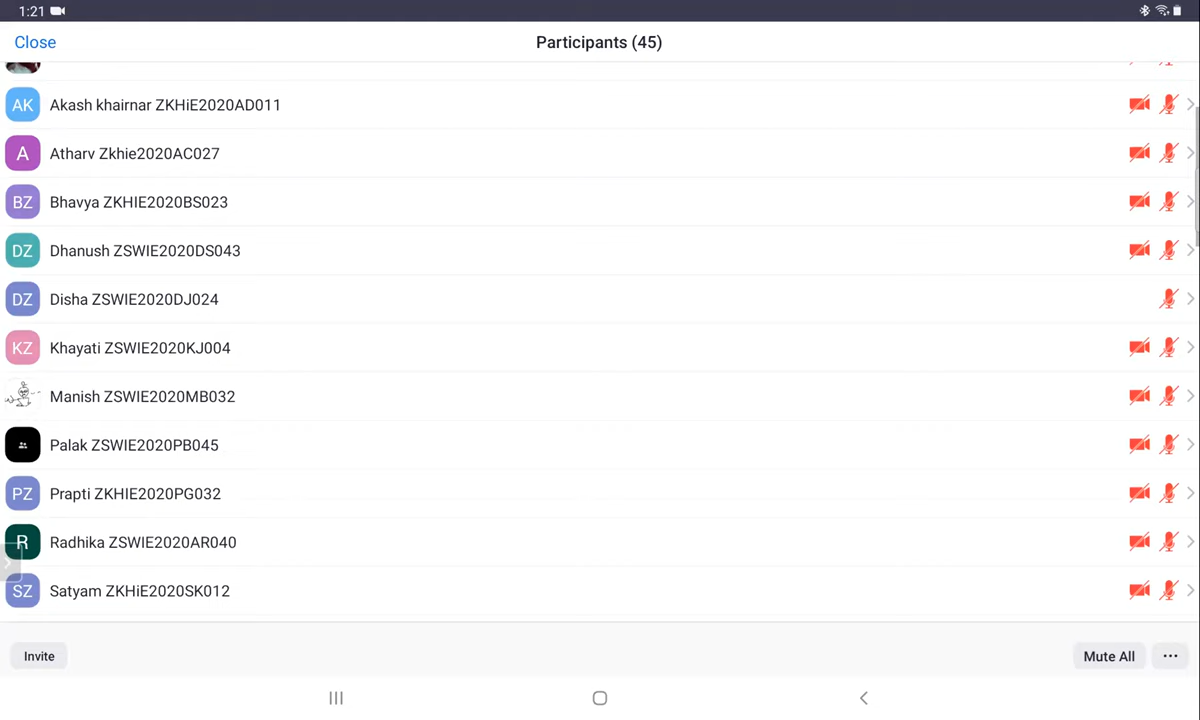 1:21
Close
Participants (45)
AK Akash khairnar ZKHiE2020AD011
A Atharv Zkhie2020AC027
BZ Bhavya ZKHIE2020BS023
DZ Dhanush ZSWIE2020DS043
DZ Disha ZSWIE2020DJ024
KZ Khayati ZSWIE2020KJ004
Manish ZSWIE2020MB032
Palak ZSWIE2020PB045
PZ Prapti ZKHIE2020PG032
R Radhika ZSWIE2020AR040
SZ Satyam ZKHiE2020SK012
Invite
Mute All